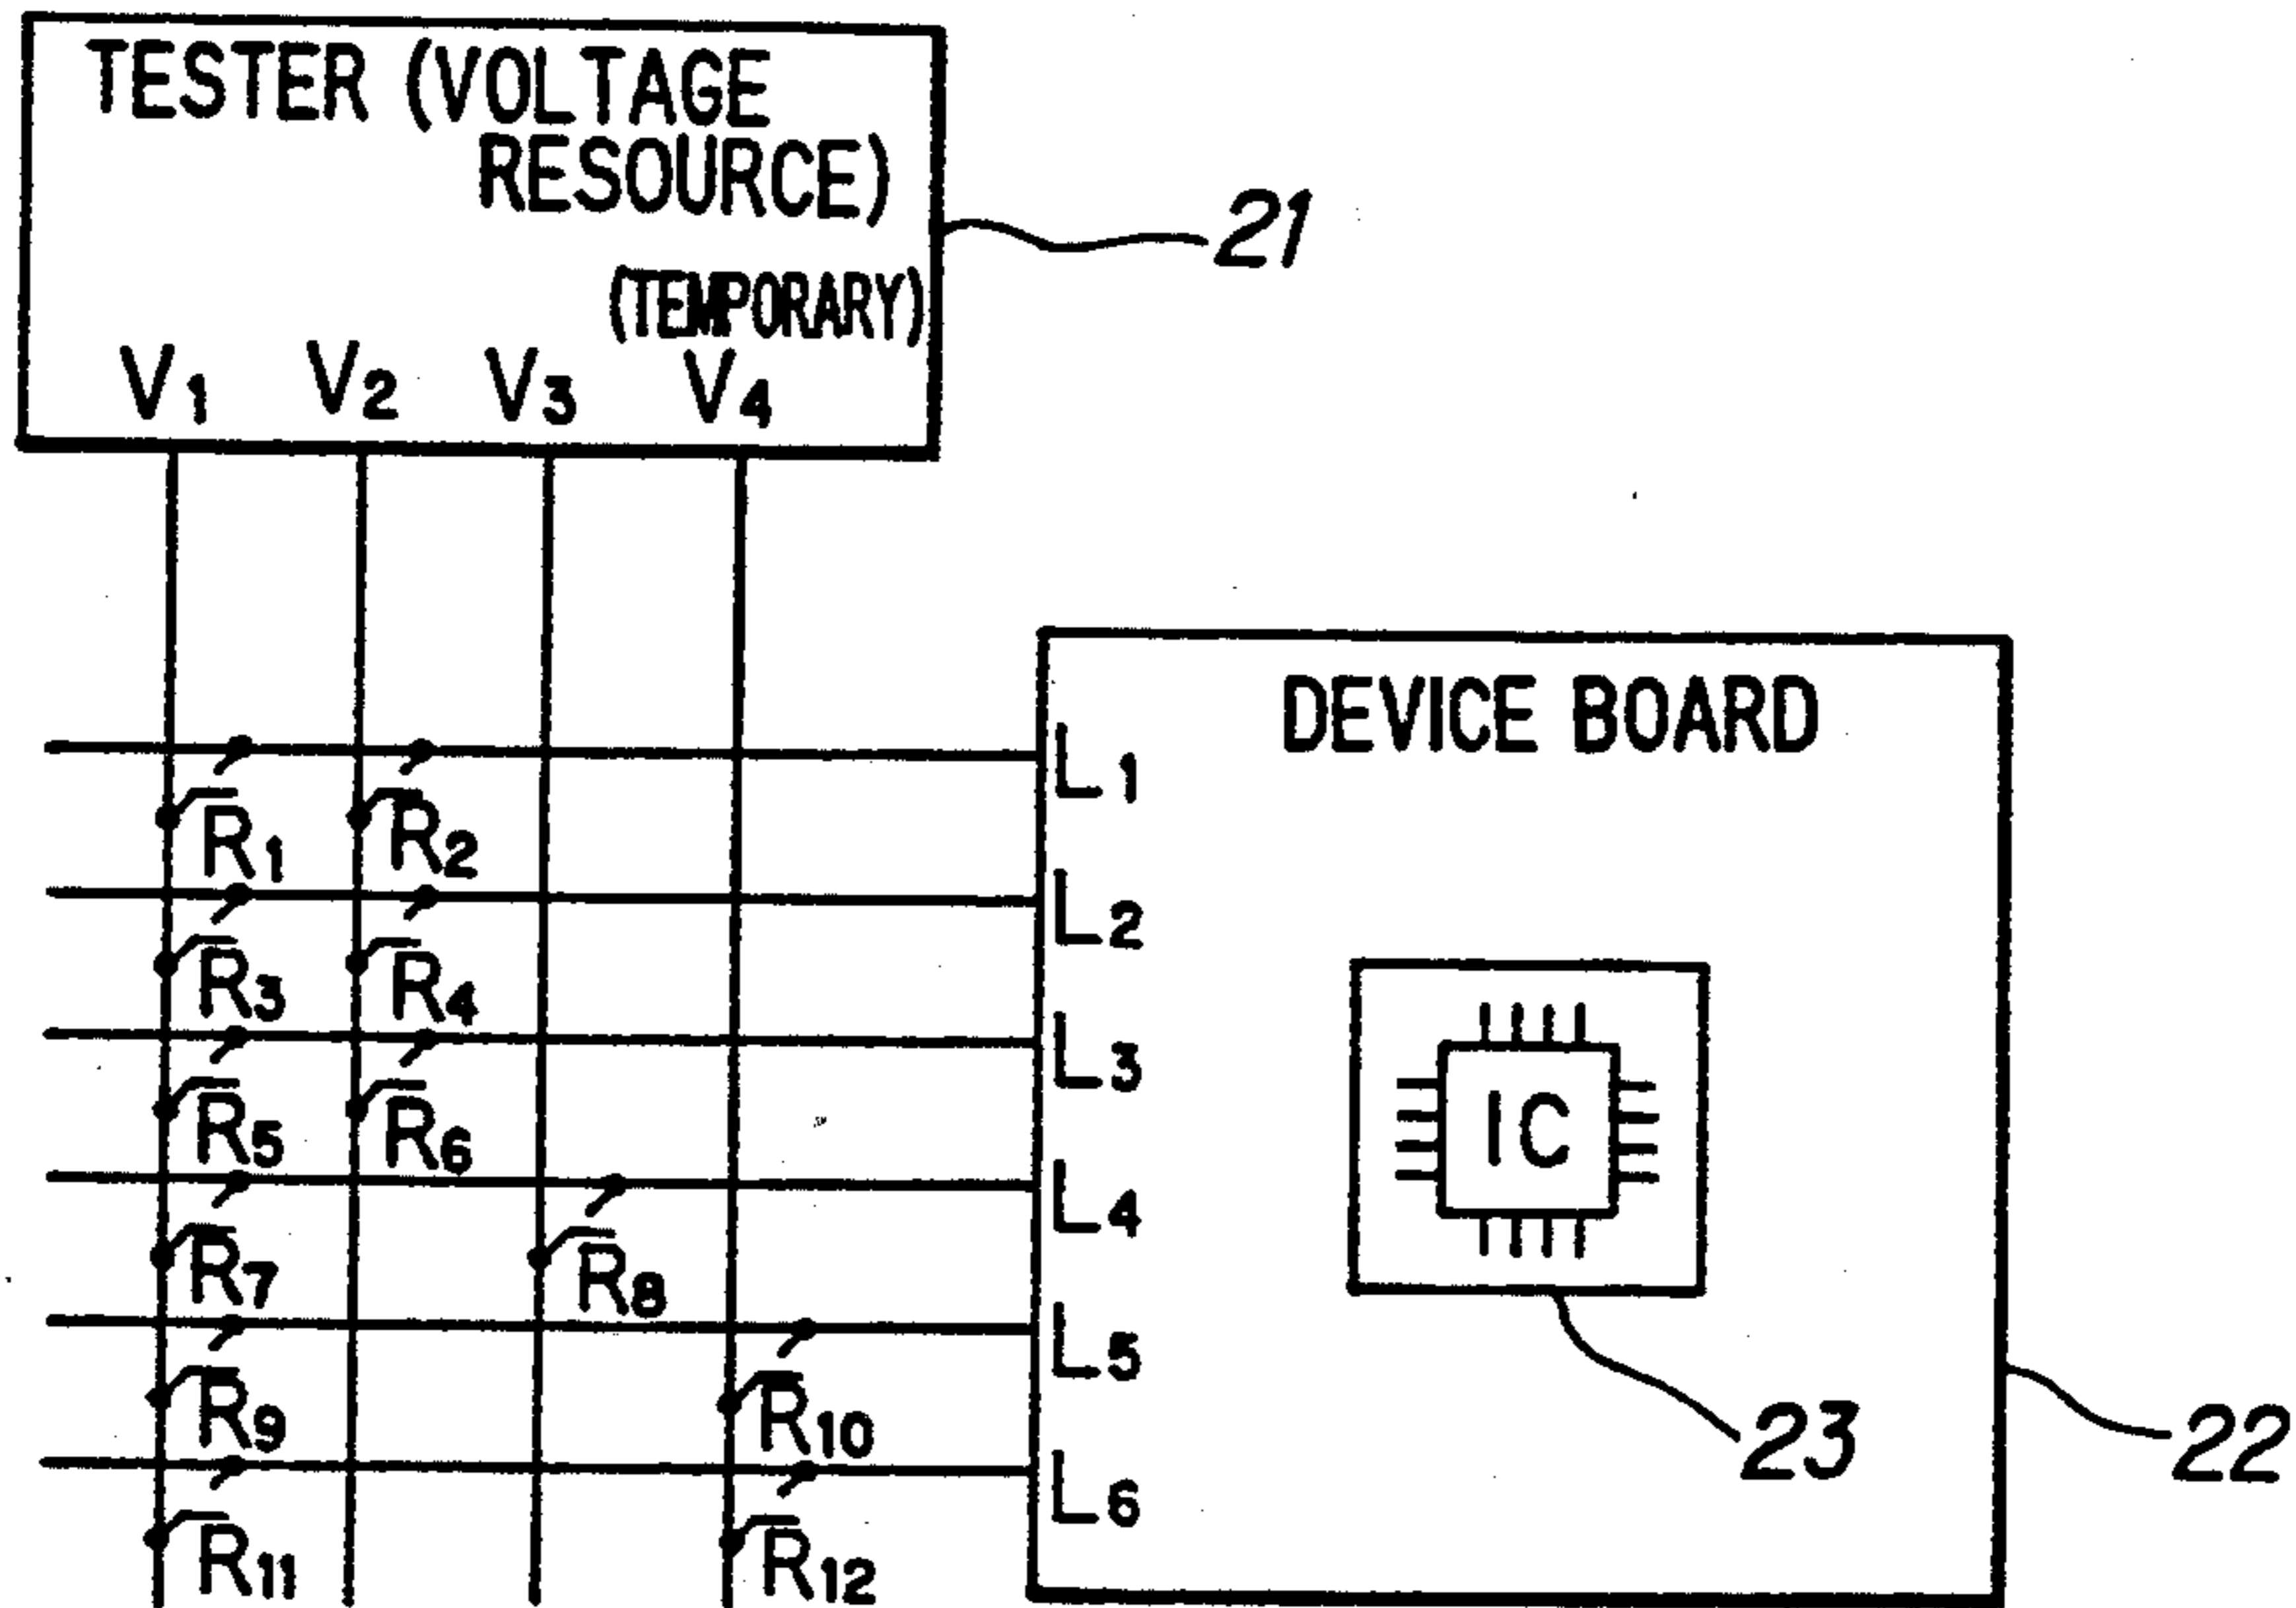 TESTER (VOLTAGE
RESOURCE)
21
(TEMPORARY)
V1 V2 V3 V4
DEVICE BOARD
L1
R1 R2
L2
R3 R4
L3
IC
R5 R6
L4
R7 R8
L5
R9 R10
23
22
L6
R11 R12